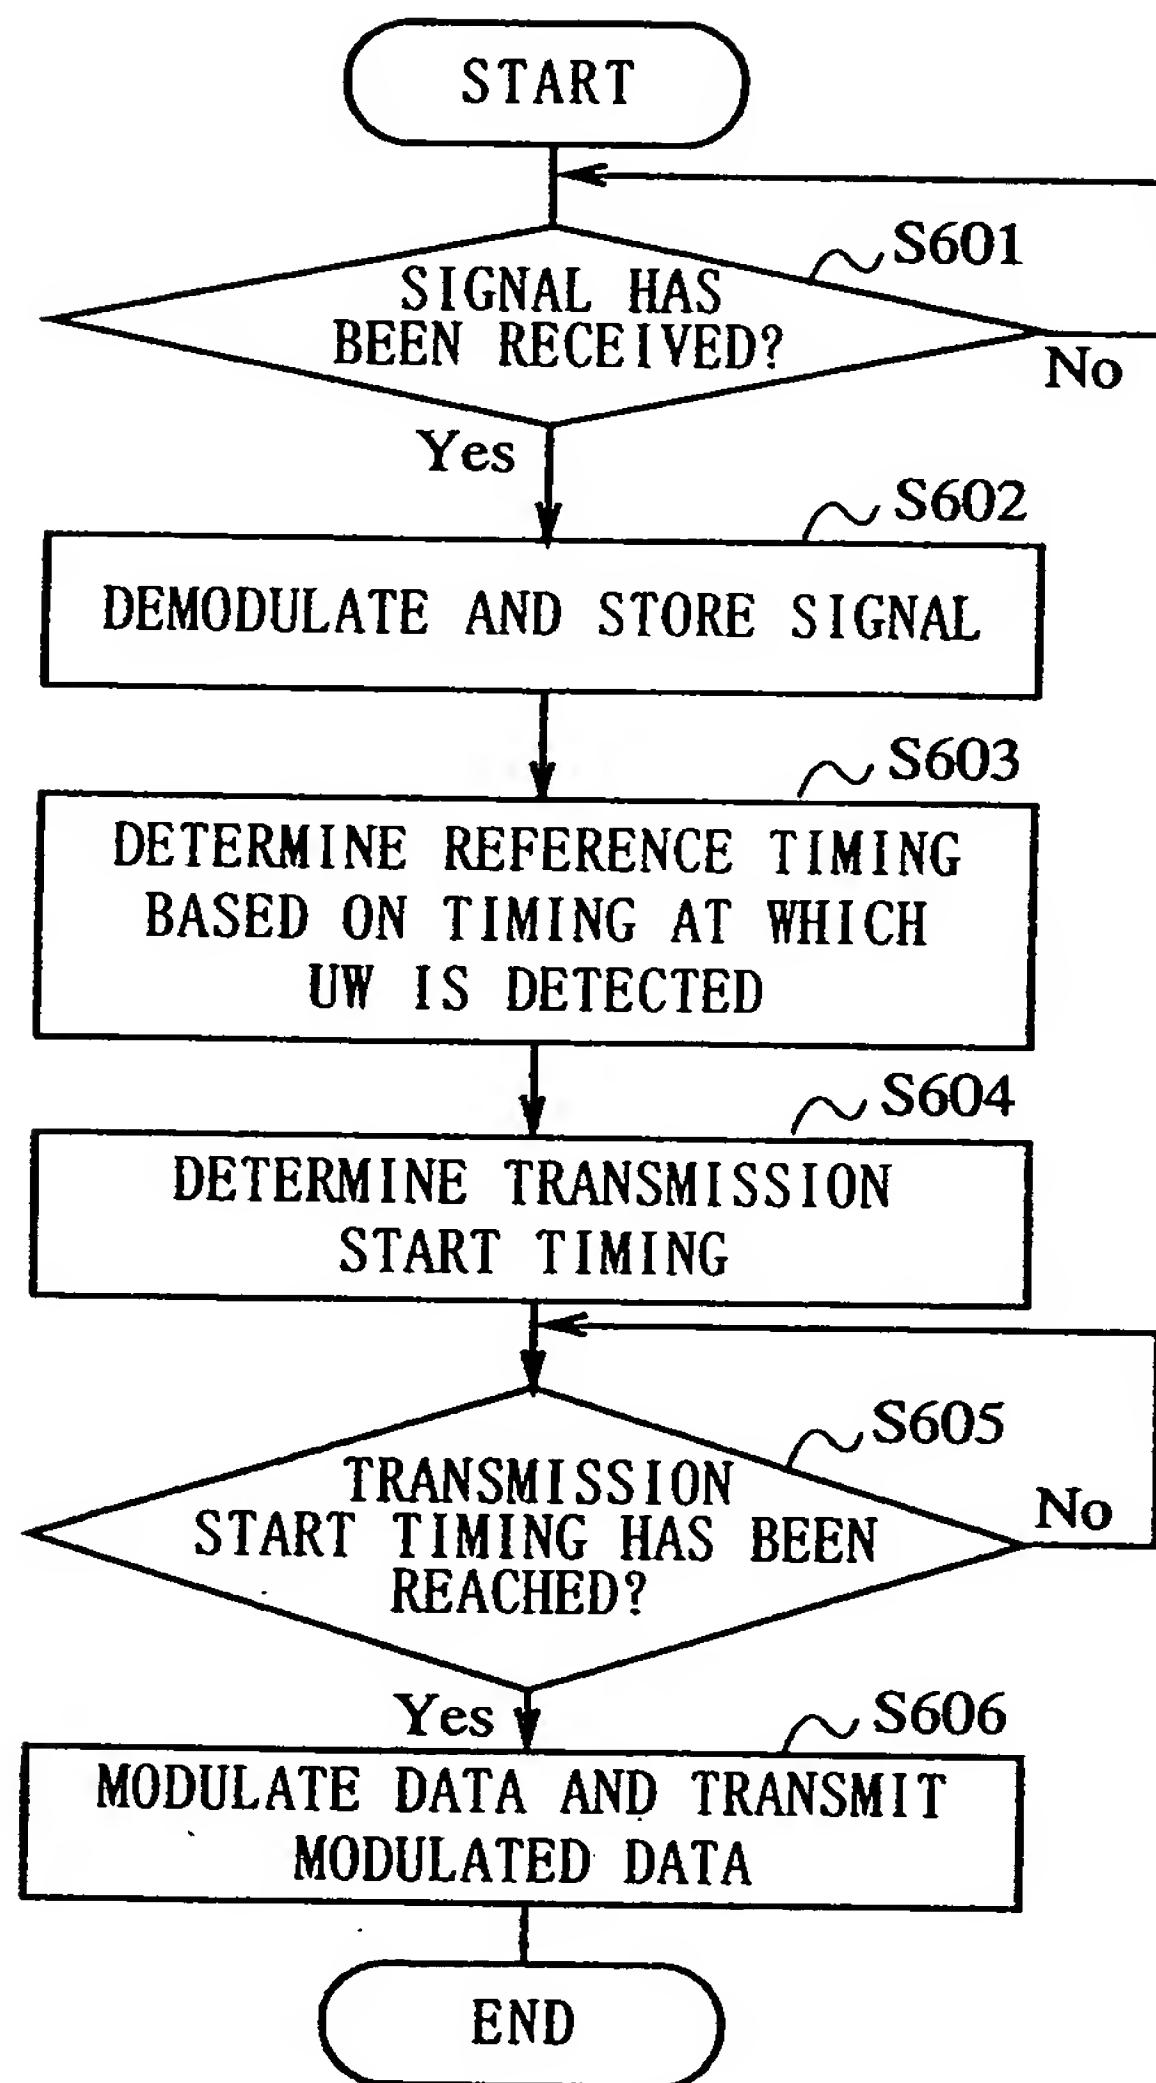 START
S601
SIGNAL HAS
BEEN RECEIVED?
No
Yes
S602
DEMODULATE AND STORE SIGNAL
S603
DETERMINE REFERENCE TIMING
BASED ON TIMING AT WHICH
UW IS DETECTED
S604
DETERMINE TRANSMISSION
START TIMING
S605
TRANSMISSION
START TIMING HAS BEEN
REACHED?
No
Yes
S606
MODULATE DATA AND TRANSMIT
MODULATED DATA
END